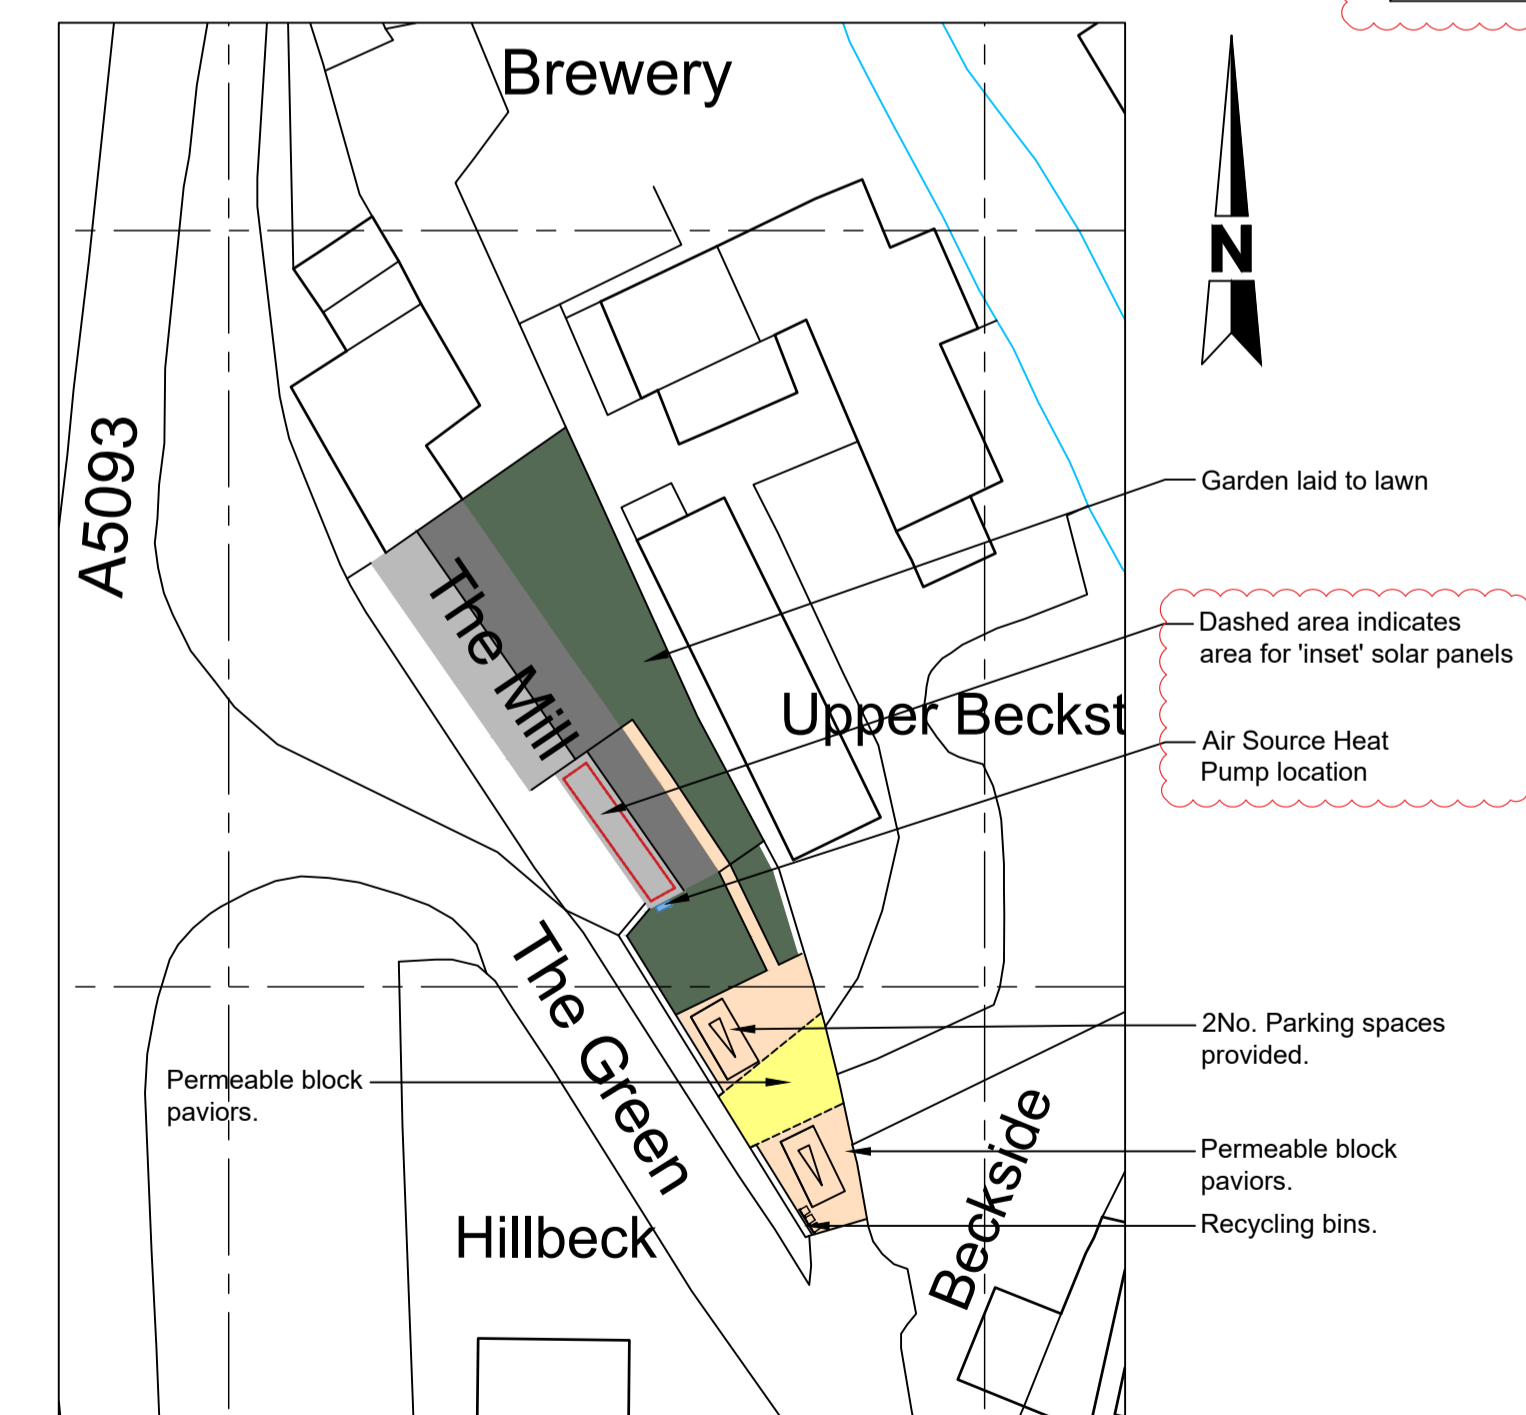 Brewery
N
A5093
Garden laid to lawn
The Mill
Dashed area indicates
area for 'inset' solar panels
Upper Beckst
Air Source Heat
Pump location
The Green
2No. Parking spaces
provided.
Permeable block
paviors.
Permeable block
paviors.
Beckside
Recycling bins.
Hillbeck